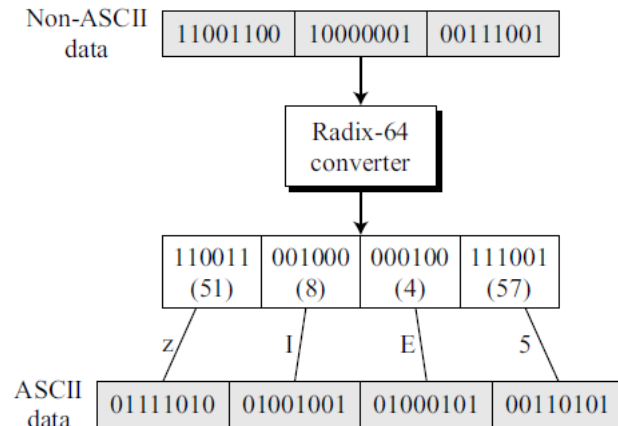 Non-ASCII
data
11001100 10000001 00111001
Radix-64
converter
110011 001000 000100 111001
(51) (8) (4) (57)
z I E 5
ASCII
data
01111010 01001001 01000101 00110101